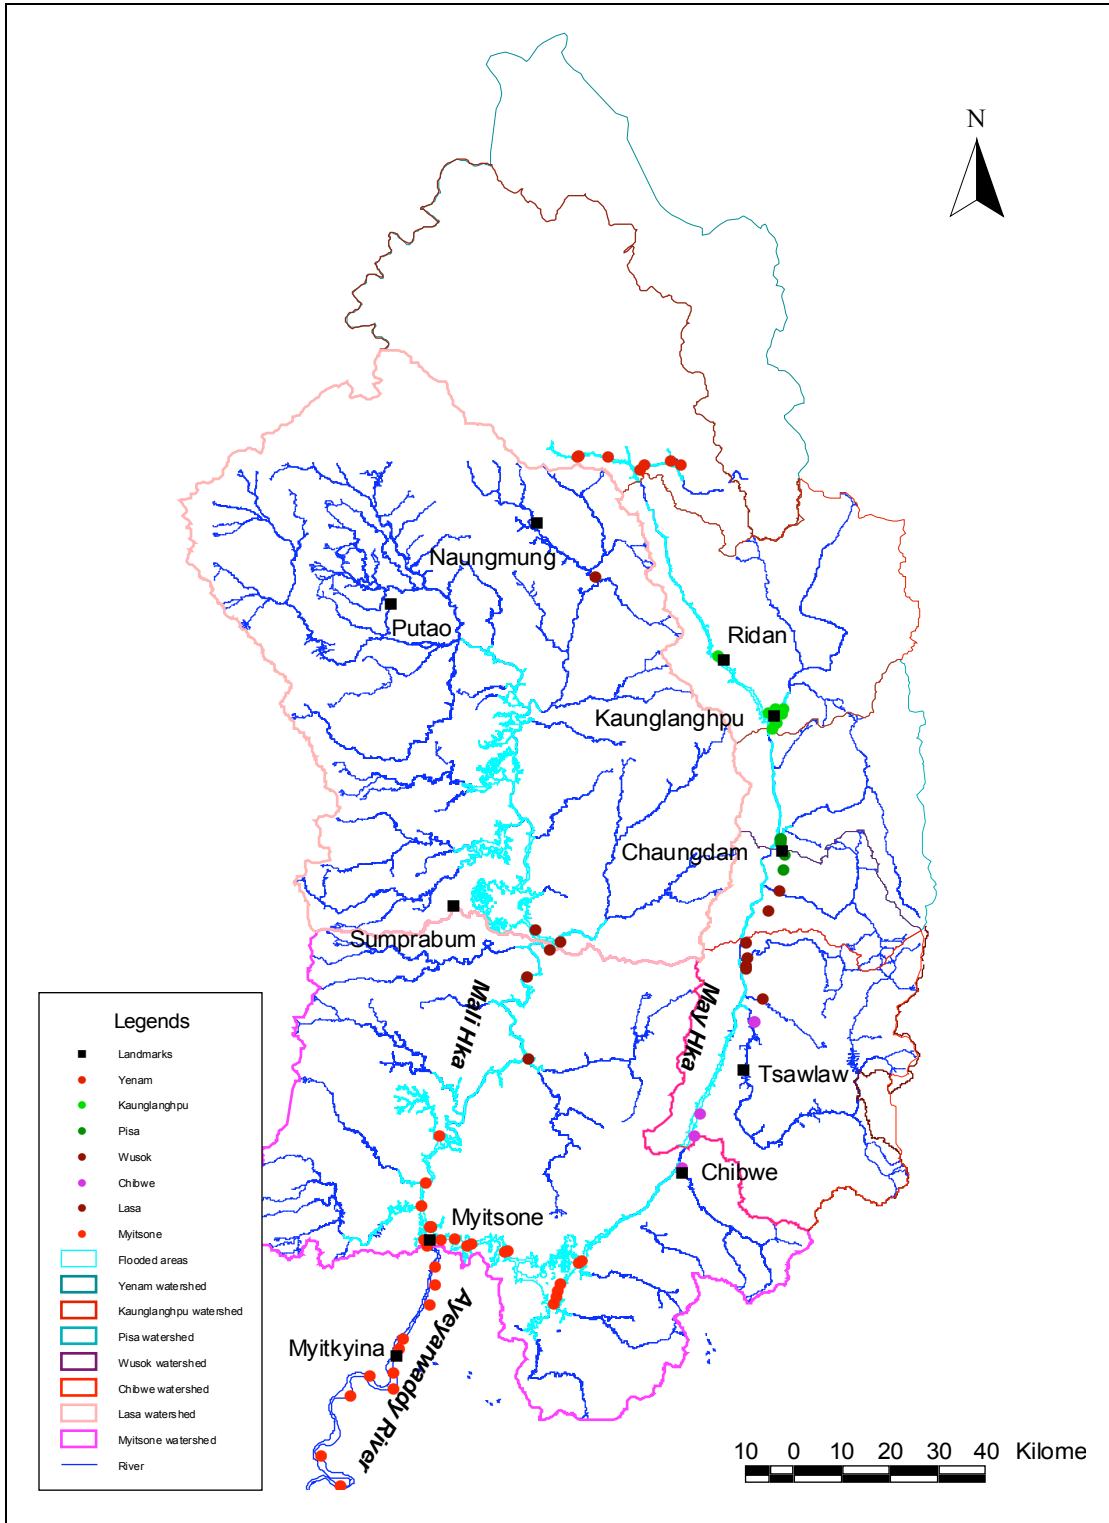 N
Naungmung
Putao
Ridan
Kaunglanghpu
Chaungdam
Sumprabum
Mali Hka
May Hka
Tsawlaw
Chibwe
Myitsone
Myitkyina
Ayeyarwaddy River
Legends
Landmarks
Yenam
Kaunglanghpu
Pisa
Wusok
Chibwe
Lasa
Myitsone
Flooded areas
Yenam watershed
Kaunglanghpu watershed
Pisa watershed
Wusok watershed
Chibwe watershed
Lasa watershed
Myitsone watershed
River
10 0 10 20 30 40 Kilome